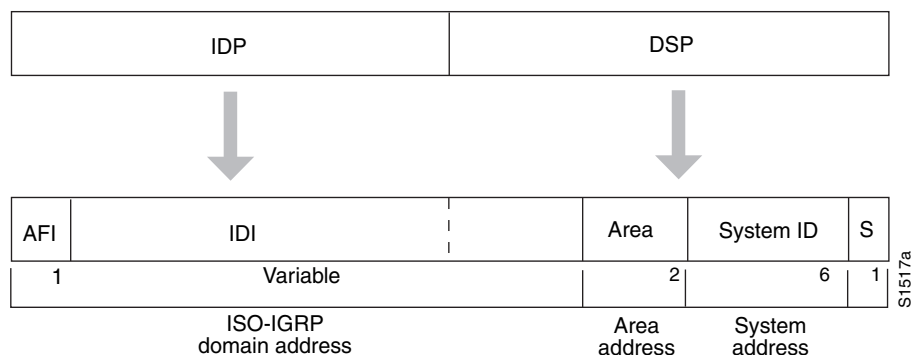 IDP DSP
AFI IDI Area System ID S
1 Variable 2 6 1
ISO-IGRP
domain address
Area
address
System
address
S1517a